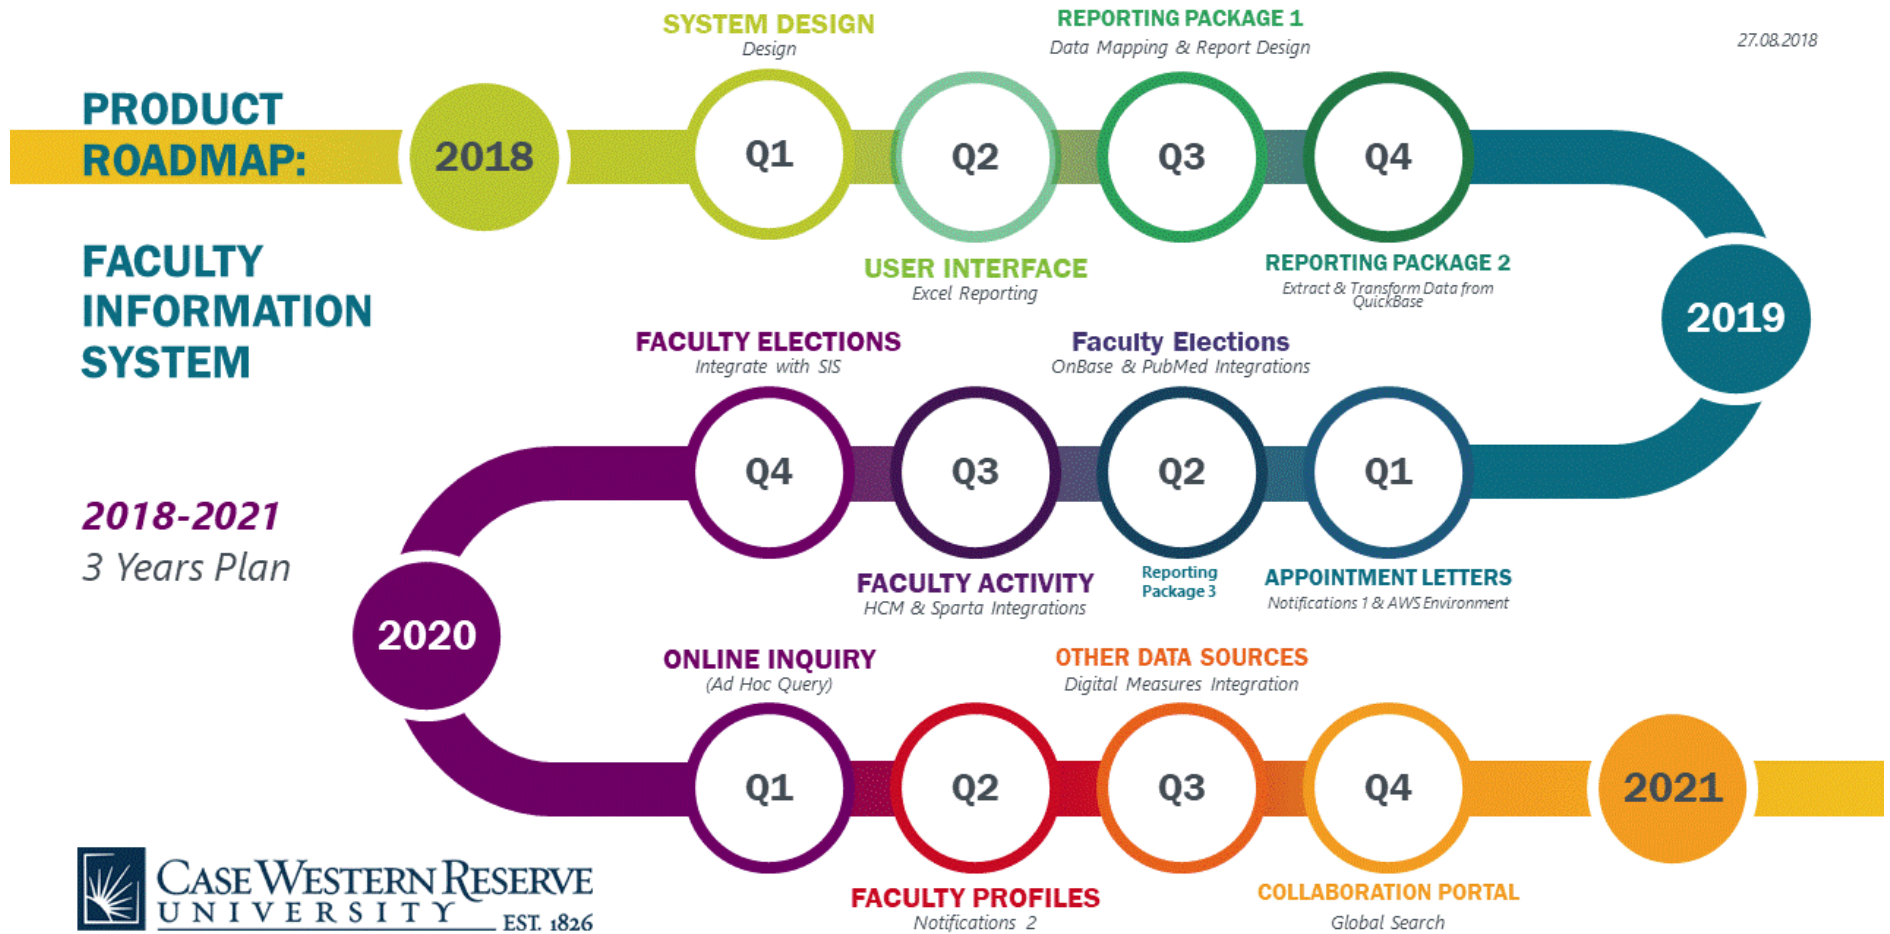 SYSTEM DESIGN
Design
REPORTING PACKAGE 1
Data Mapping & Report Design
27.08.2018
PRODUCT
ROADMAP:
2018
Q1
Q2
Q3
Q4
FACULTY
INFORMATION
SYSTEM
USER INTERFACE
Excel Reporting
REPORTING PACKAGE 2
Extract & Transform Data from
QuickBase
2019
FACULTY ELECTIONS
Integrate with SIS
Faculty Elections
OnBase & PubMed Integrations
Q4
Q3
Q2
Q1
2018-2021
3 Years Plan
FACULTY ACTIVITY
HCM & Sparta Integrations
Reporting
Package 3
APPOINTMENT LETTERS
Notifications 1 & AWS Environment
2020
ONLINE INQUIRY
(Ad Hoc Query)
OTHER DATA SOURCES
Digital Measures Integration
Q1
Q2
Q3
Q4
2021
FACULTY PROFILES
Notifications 2
COLLABORATION PORTAL
Global Search
CASE WESTERN RESERVE
UNIVERSITY
EST. 1826